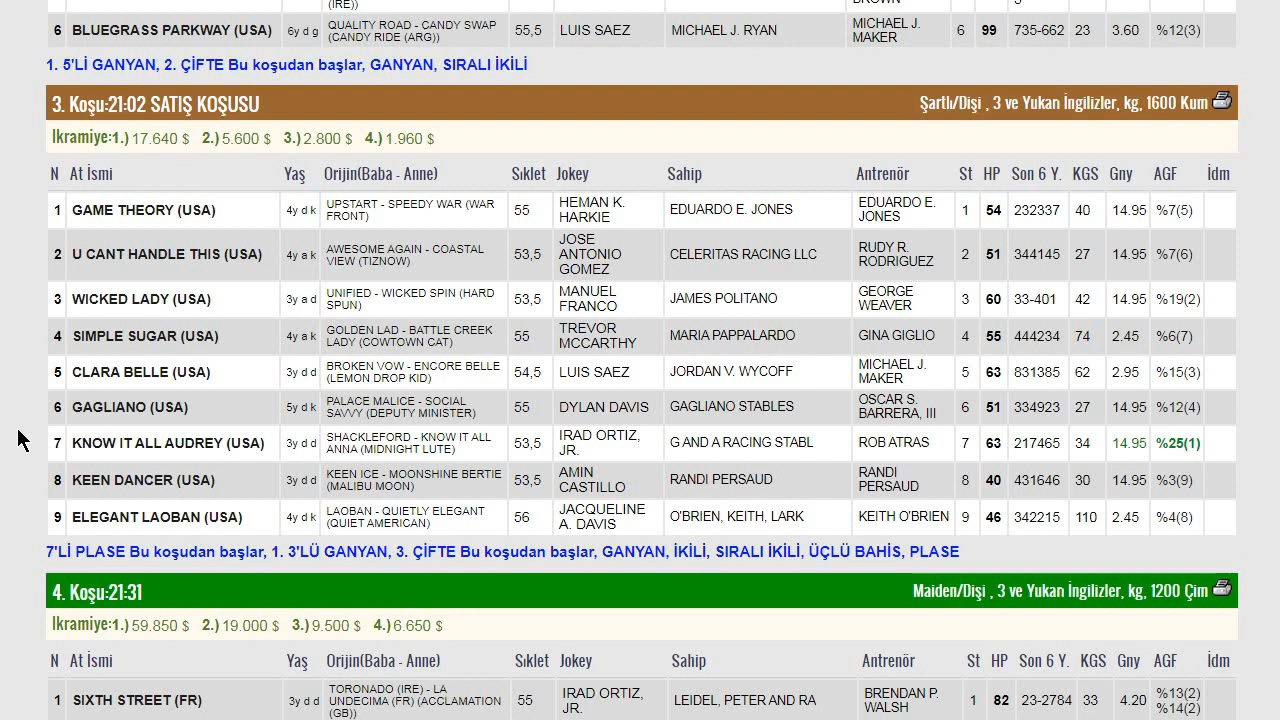 (IRE))
BROWN
6 BLUEGRASS PARKWAY (USA) 6y d g QUALITY ROAD - CANDY SWAP (CANDY RIDE (ARG)) 55,5 LUIS SAEZ MICHAEL J. RYAN MICHAEL J. MAKER 6 99 735-662 23 3.60 %12(3)
1. 5'Lİ GANYAN, 2. ÇİFTE Bu koşudan başlar, GANYAN, SIRALI İKİLİ
3. Koşu:21:02 SATIŞ KOŞUSU Şartlı/Dişi , 3 ve Yukarı İngilizler, kg, 1600 Kum
Ikramiye:1.) 17.640 $ 2.) 5.600 $ 3.) 2.800 $ 4.) 1.960 $
N At İsmi Yaş Orijin(Baba - Anne) Sıklet Jokey Sahip Antrenör St HP Son 6 Y. KGS Gny AGF İdm
1 GAME THEORY (USA) 4y d k UPSTART - SPEEDY WAR (WAR FRONT) 55 HEMAN K. HARKIE EDUARDO E. JONES EDUARDO E. JONES 1 54 232337 40 14.95 %7(5)
2 U CANT HANDLE THIS (USA) 4y a k AWESOME AGAIN - COASTAL VIEW (TIZNOW) 53,5 JOSE ANTONIO GOMEZ CELERITAS RACING LLC RUDY R. RODRIGUEZ 2 51 344145 27 14.95 %7(6)
3 WICKED LADY (USA) 3y a d UNIFIED - WICKED SPIN (HARD SPUN) 53,5 MANUEL FRANCO JAMES POLITANO GEORGE WEAVER 3 60 33-401 42 14.95 %19(2)
4 SIMPLE SUGAR (USA) 4y a k GOLDEN LAD - BATTLE CREEK LADY (COWTOWN CAT) 55 TREVOR MCCARTHY MARIA PAPPALARDO GINA GIGLIO 4 55 444234 74 2.45 %6(7)
5 CLARA BELLE (USA) 3y d d BROKEN VOW - ENCORE BELLE (LEMON DROP KID) 54,5 LUIS SAEZ JORDAN V. WYCOFF MICHAEL J. MAKER 5 63 831385 62 2.95 %15(3)
6 GAGLIANO (USA) 5y d k PALACE MALICE - SOCIAL SAVVY (DEPUTY MINISTER) 55 DYLAN DAVIS GAGLIANO STABLES OSCAR S. BARRERA, III 6 51 334923 27 14.95 %12(4)
7 KNOW IT ALL AUDREY (USA) 3y d d SHACKLEFORD - KNOW IT ALL ANNA (MIDNIGHT LUTE) 53,5 IRAD ORTIZ, JR. G AND A RACING STABL ROB ATRAS 7 63 217465 34 14.95 %25(1)
8 KEEN DANCER (USA) 3y d d KEEN ICE - MOONSHINE BERTIE (MALIBU MOON) 53,5 AMIN CASTILLO RANDI PERSAUD RANDI PERSAUD 8 40 431646 30 14.95 %3(9)
9 ELEGANT LAOBAN (USA) 4y d k LAOBAN - QUIETLY ELEGANT (QUIET AMERICAN) 56 JACQUELINE A. DAVIS O'BRIEN, KEITH, LARK KEITH O'BRIEN 9 46 342215 110 2.45 %4(8)
7'Lİ PLASE Bu koşudan başlar, 1. 3'LÜ GANYAN, 3. ÇİFTE Bu koşudan başlar, GANYAN, İKİLİ, SIRALI İKİLİ, ÜÇLÜ BAHİS, PLASE
4. Koşu:21:31 Maiden/Dişi , 3 ve Yukarı İngilizler, kg, 1200 Çim
Ikramiye:1.) 59.850 $ 2.) 19.000 $ 3.) 9.500 $ 4.) 6.650 $
N At İsmi Yaş Orijin(Baba - Anne) Sıklet Jokey Sahip Antrenör St HP Son 6 Y. KGS Gny AGF İdm
1 SIXTH STREET (FR) 3y d d TORONADO (IRE) - LA UNDECIMA (FR) (ACCLAMATION (GB)) 55 IRAD ORTIZ, JR. LEIDEL, PETER AND RA BRENDAN P. WALSH 1 82 23-2784 33 4.20 %13(2) %14(2)